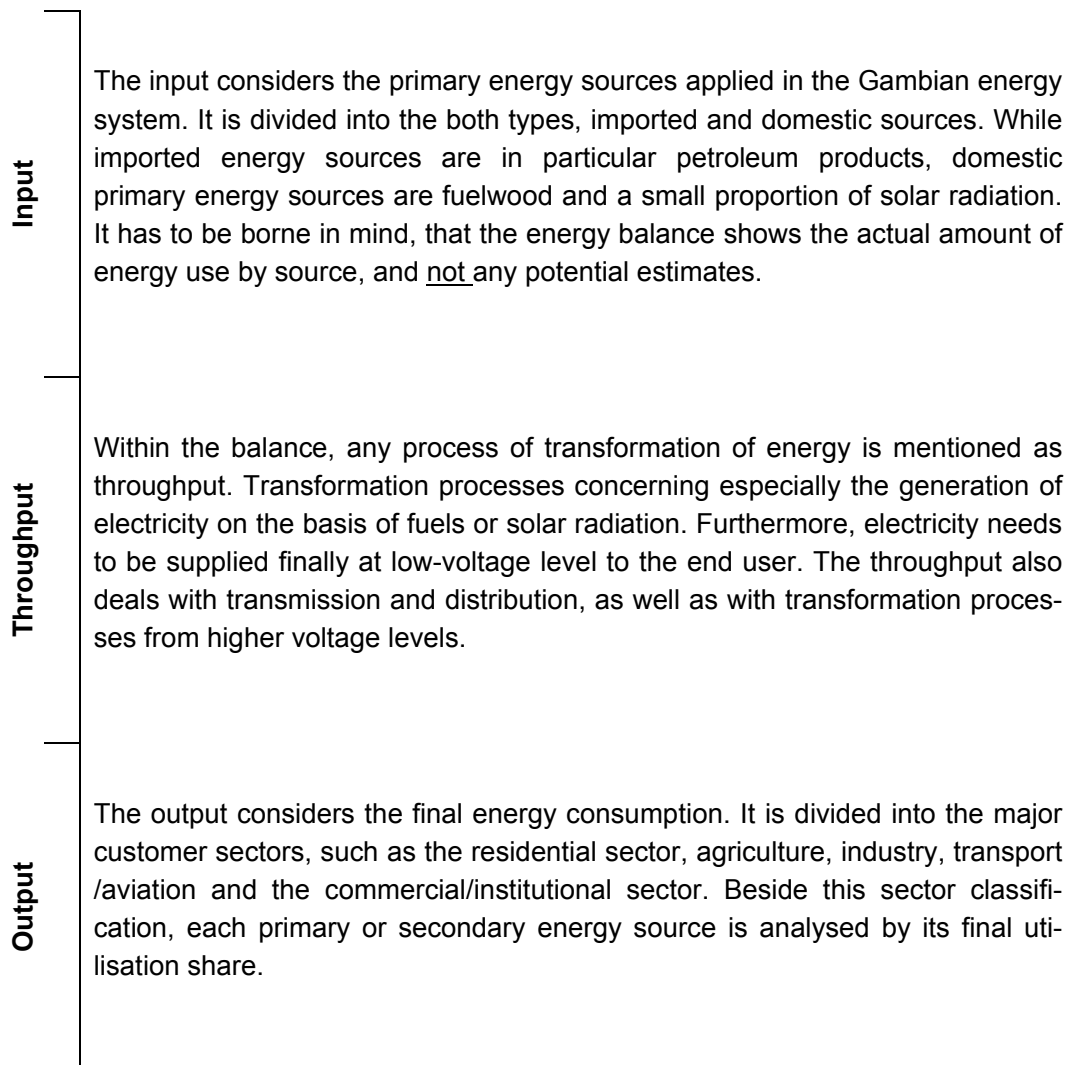 Input
The input considers the primary energy sources applied in the Gambian energy
system. It is divided into the both types, imported and domestic sources. While
imported energy sources are in particular petroleum products, domestic
primary energy sources are fuelwood and a small proportion of solar radiation.
It has to be borne in mind, that the energy balance shows the actual amount of
energy use by source, and not any potential estimates.
Throughput
Within the balance, any process of transformation of energy is mentioned as
throughput. Transformation processes concerning especially the generation of
electricity on the basis of fuels or solar radiation. Furthermore, electricity needs
to be supplied finally at low-voltage level to the end user. The throughput also
deals with transmission and distribution, as well as with transformation proces-
ses from higher voltage levels.
Output
The output considers the final energy consumption. It is divided into the major
customer sectors, such as the residential sector, agriculture, industry, transport
/aviation and the commercial/institutional sector. Beside this sector classifi-
cation, each primary or secondary energy source is analysed by its final uti-
lisation share.